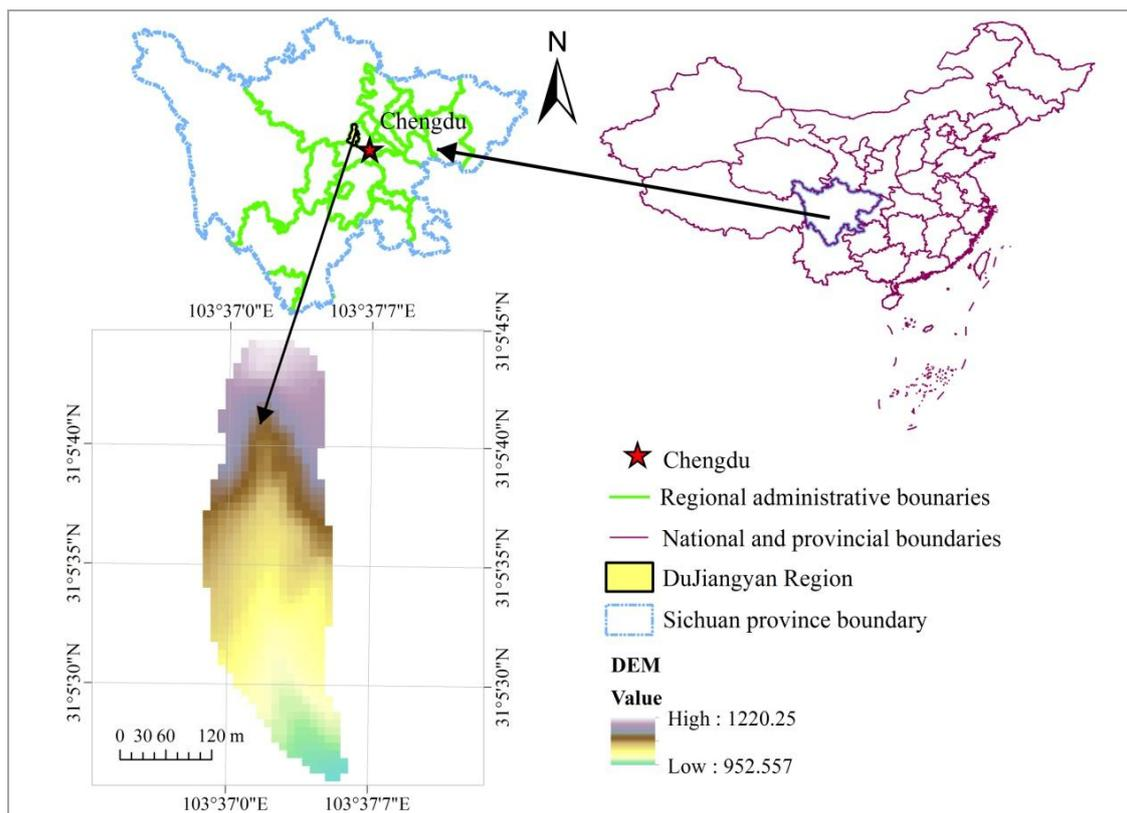 N
Chengdu
103°37'0"E
103°37'7"E
31°5'45"N
31°5'40"N
31°5'40"N
31°5'35"N
31°5'35"N
31°5'30"N
31°5'30"N
0 30 60 120 m
103°37'0"E
103°37'7"E
Chengdu
Regional administrative bounaries
National and provincial boundaries
DuJiangyan Region
Sichuan province boundary
DEM
Value
High : 1220.25
Low : 952.557